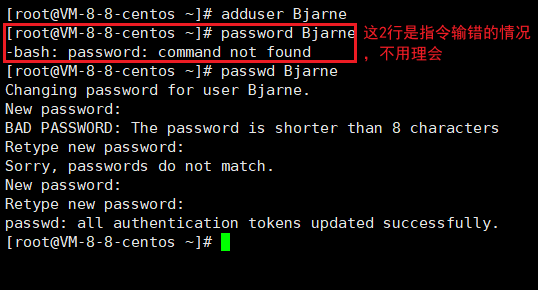 [root@VM-8-8-centos ~]# adduser Bjarne
[root@VM-8-8-centos ~]# password Bjarne
-bash: password: command not found
这2行是指令输错的情况
，不用理会
[root@VM-8-8-centos ~]# passwd Bjarne
Changing password for user Bjarne.
New password:
BAD PASSWORD: The password is shorter than 8 characters
Retype new password:
Sorry, passwords do not match.
New password:
Retype new password:
passwd: all authentication tokens updated successfully.
[root@VM-8-8-centos ~]#